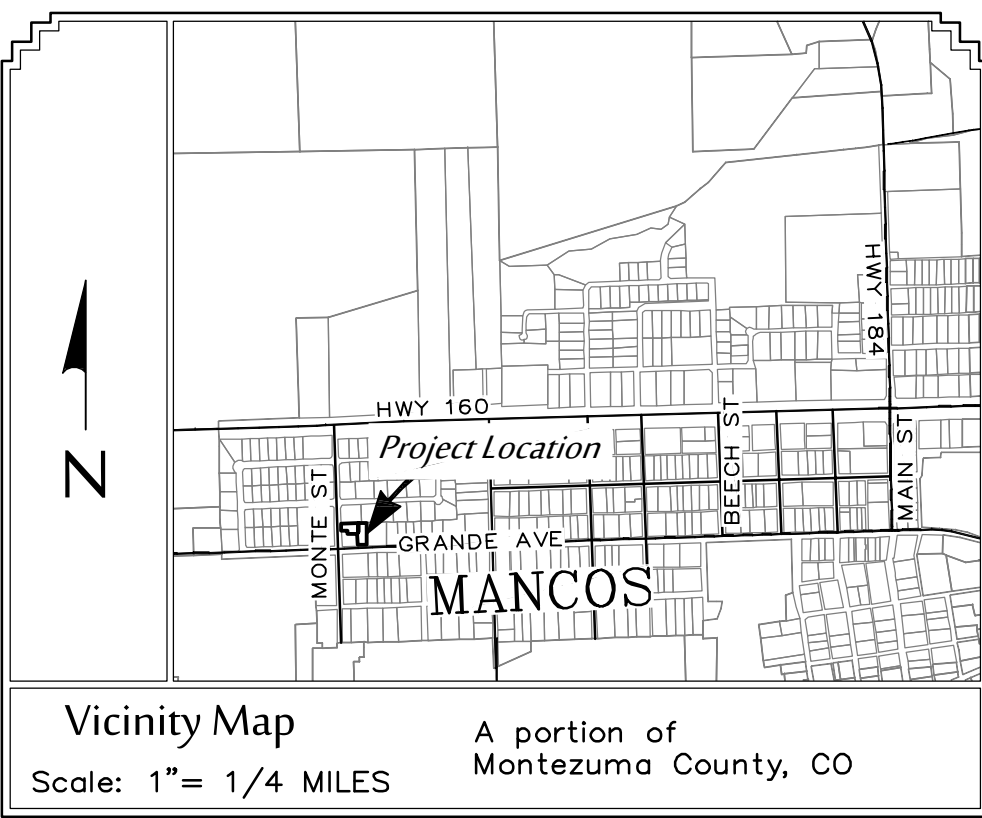 HWY 184
HWY 160
Project Location
MONTE ST
BEECH ST
MAIN ST
GRANDE AVE
MANCOS
N
Vicinity Map
Scale: 1"= 1/4 MILES
A portion of
Montezuma County, CO